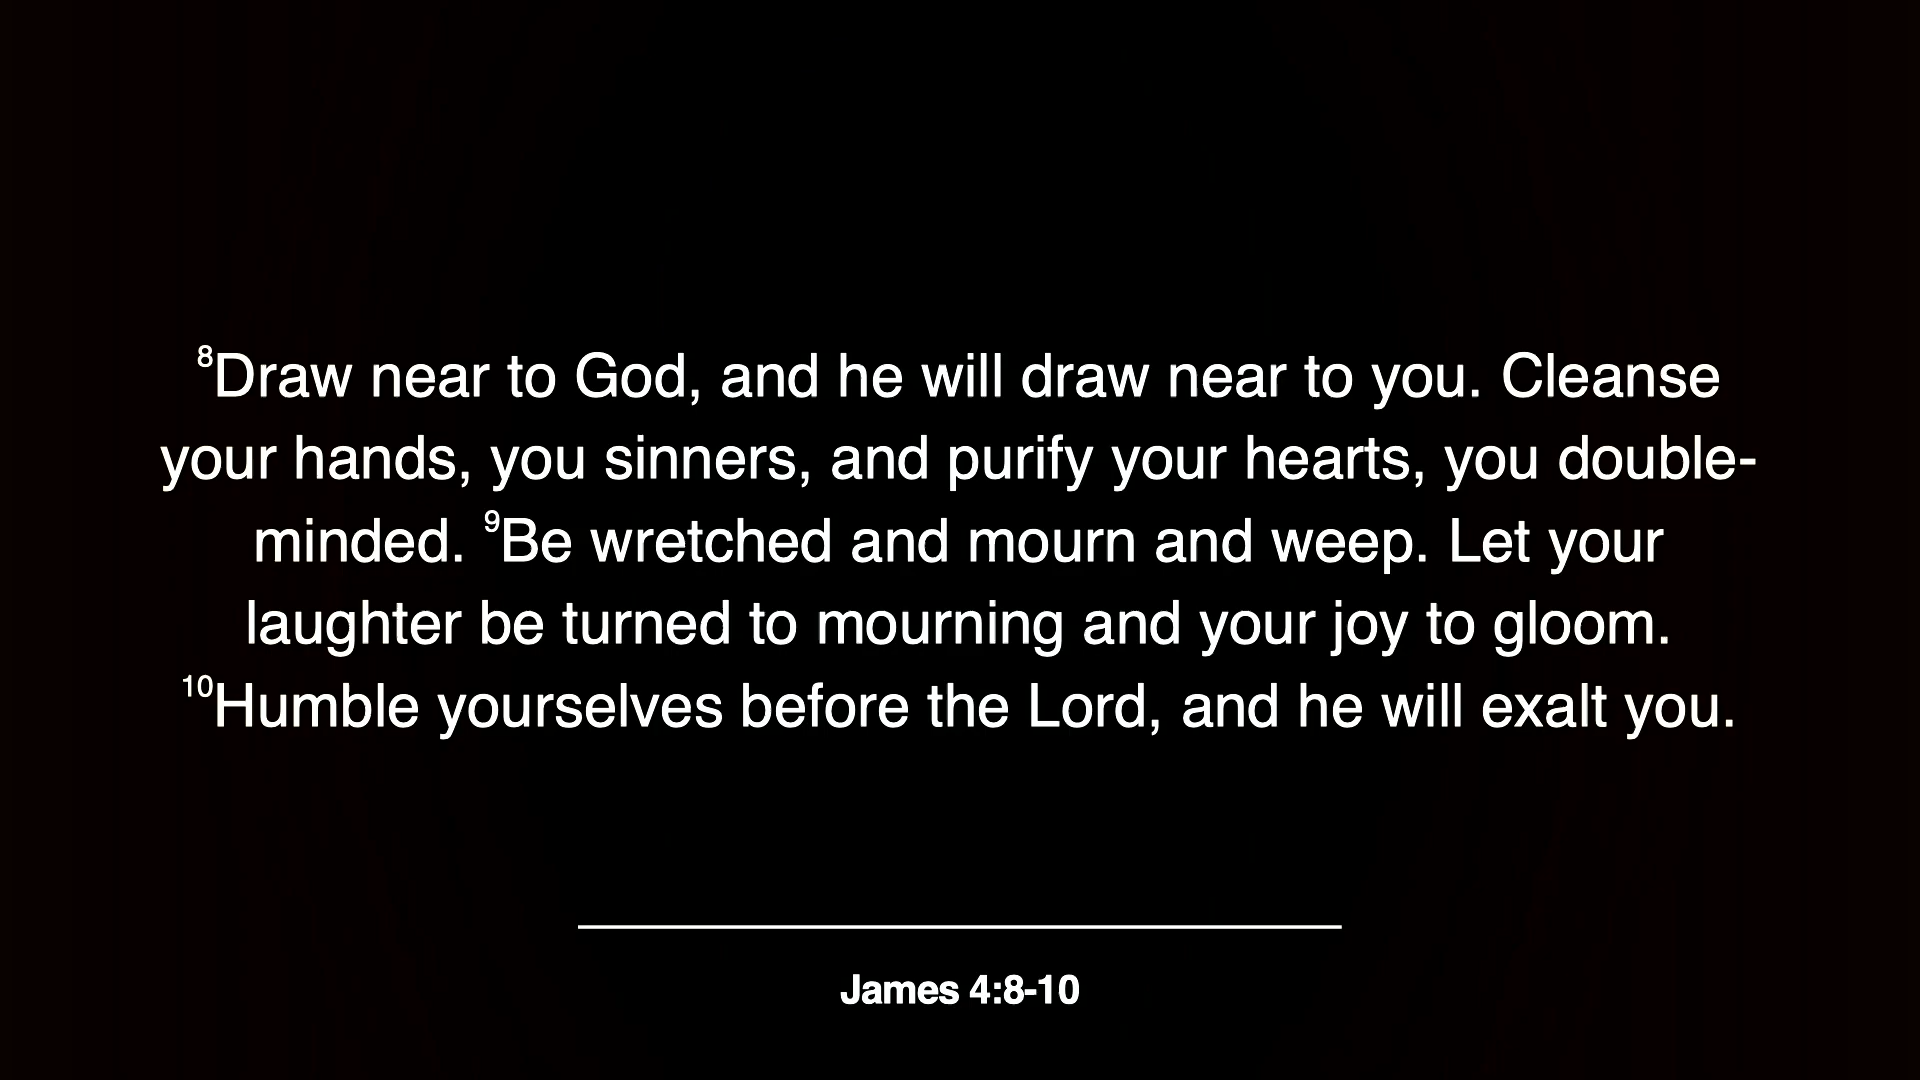 ⁸Draw near to God, and he will draw near to you. Cleanse
your hands, you sinners, and purify your hearts, you double-
minded. ⁹Be wretched and mourn and weep. Let your
laughter be turned to mourning and your joy to gloom.
¹⁰Humble yourselves before the Lord, and he will exalt you.
James 4:8-10